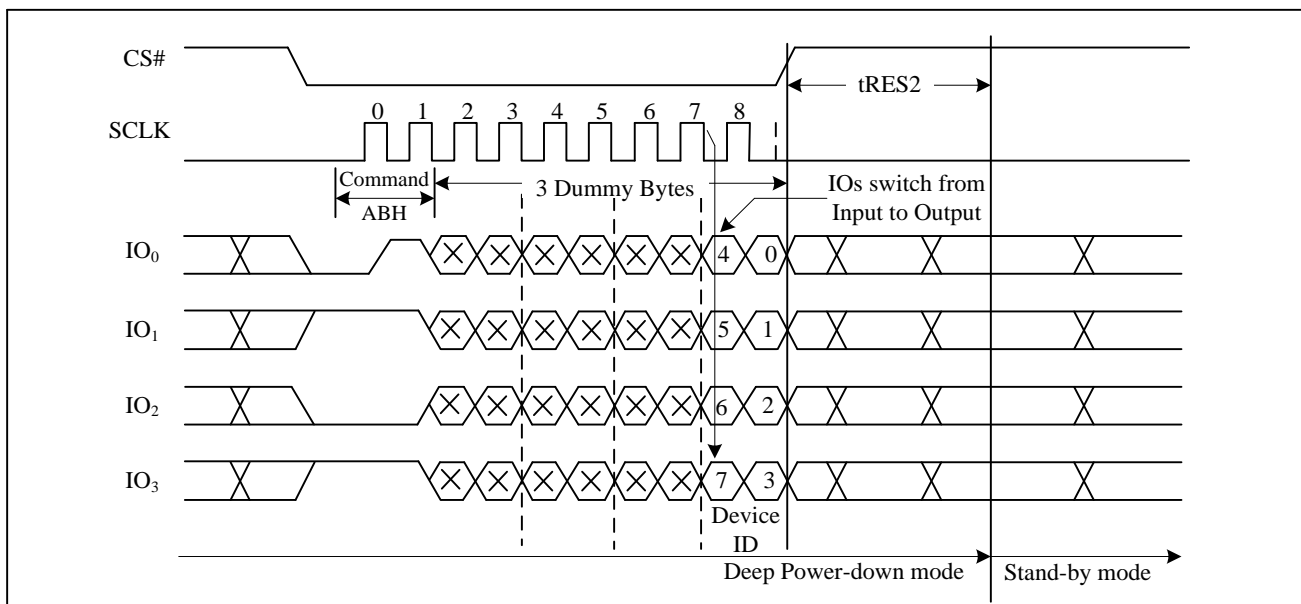 CS#
tRES2
0 1 2 3 4 5 6 7 8
SCLK
Command
ABH
3 Dummy Bytes
IOs switch from
Input to Output
IO0
4 0
IO1
5 1
IO2
6 2
IO3
7 3
Device
ID
Deep Power-down mode
Stand-by mode